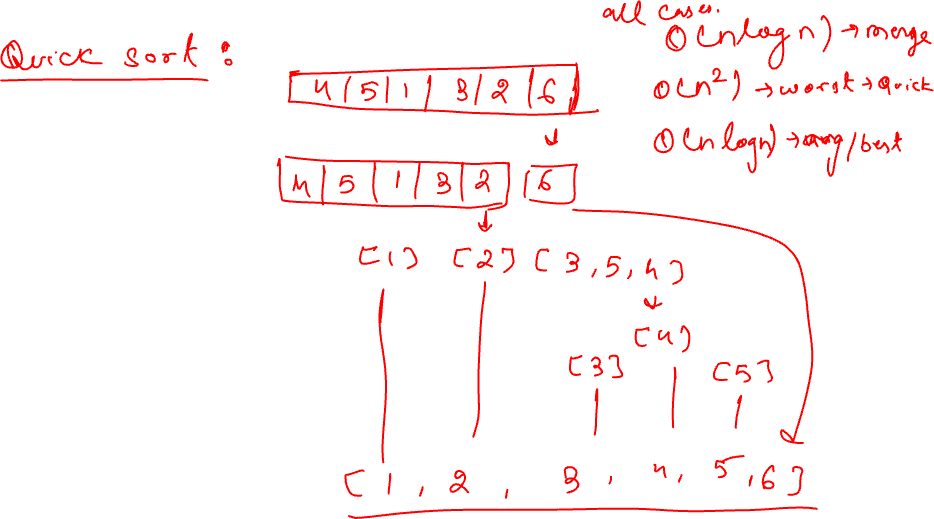 all cases.
O(nlogn) → merge
Quick sort :
O(n²) → worst → quick
4 | 5 | 1 | 3 | 2 | 6
O(nlogn) → avg/best
4 | 5 | 1 | 3 | 2 | 6
[1] [2] [3,5,4]
[4]
[3] [5]
[1, 2, 3, 4, 5, 6]